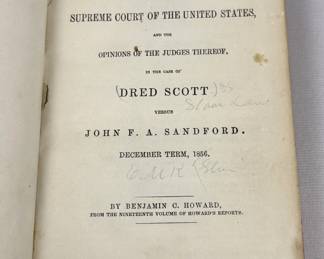 SUPREME COURT OF THE UNITED STATES,
AND THE
OPINIONS OF THE JUDGES THEREOF,
IN THE CASE OF
DRED SCOTT
VERSUS
JOHN F. A. SANDFORD.
DECEMBER TERM, 1856.
BY BENJAMIN C. HOWARD,
FROM THE NINETEENTH VOLUME OF HOWARD'S REPORTS.